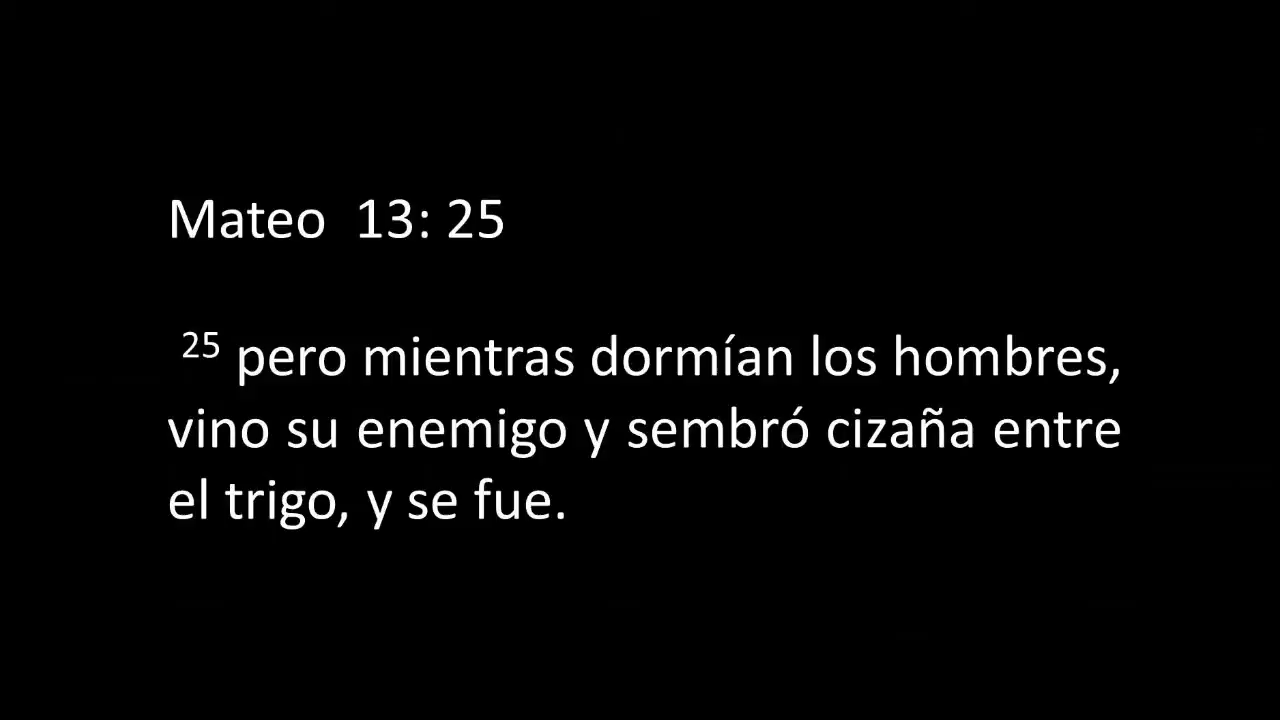 Mateo  13: 25
25 pero mientras dormían los hombres,
vino su enemigo y sembró cizaña entre
el trigo, y se fue.